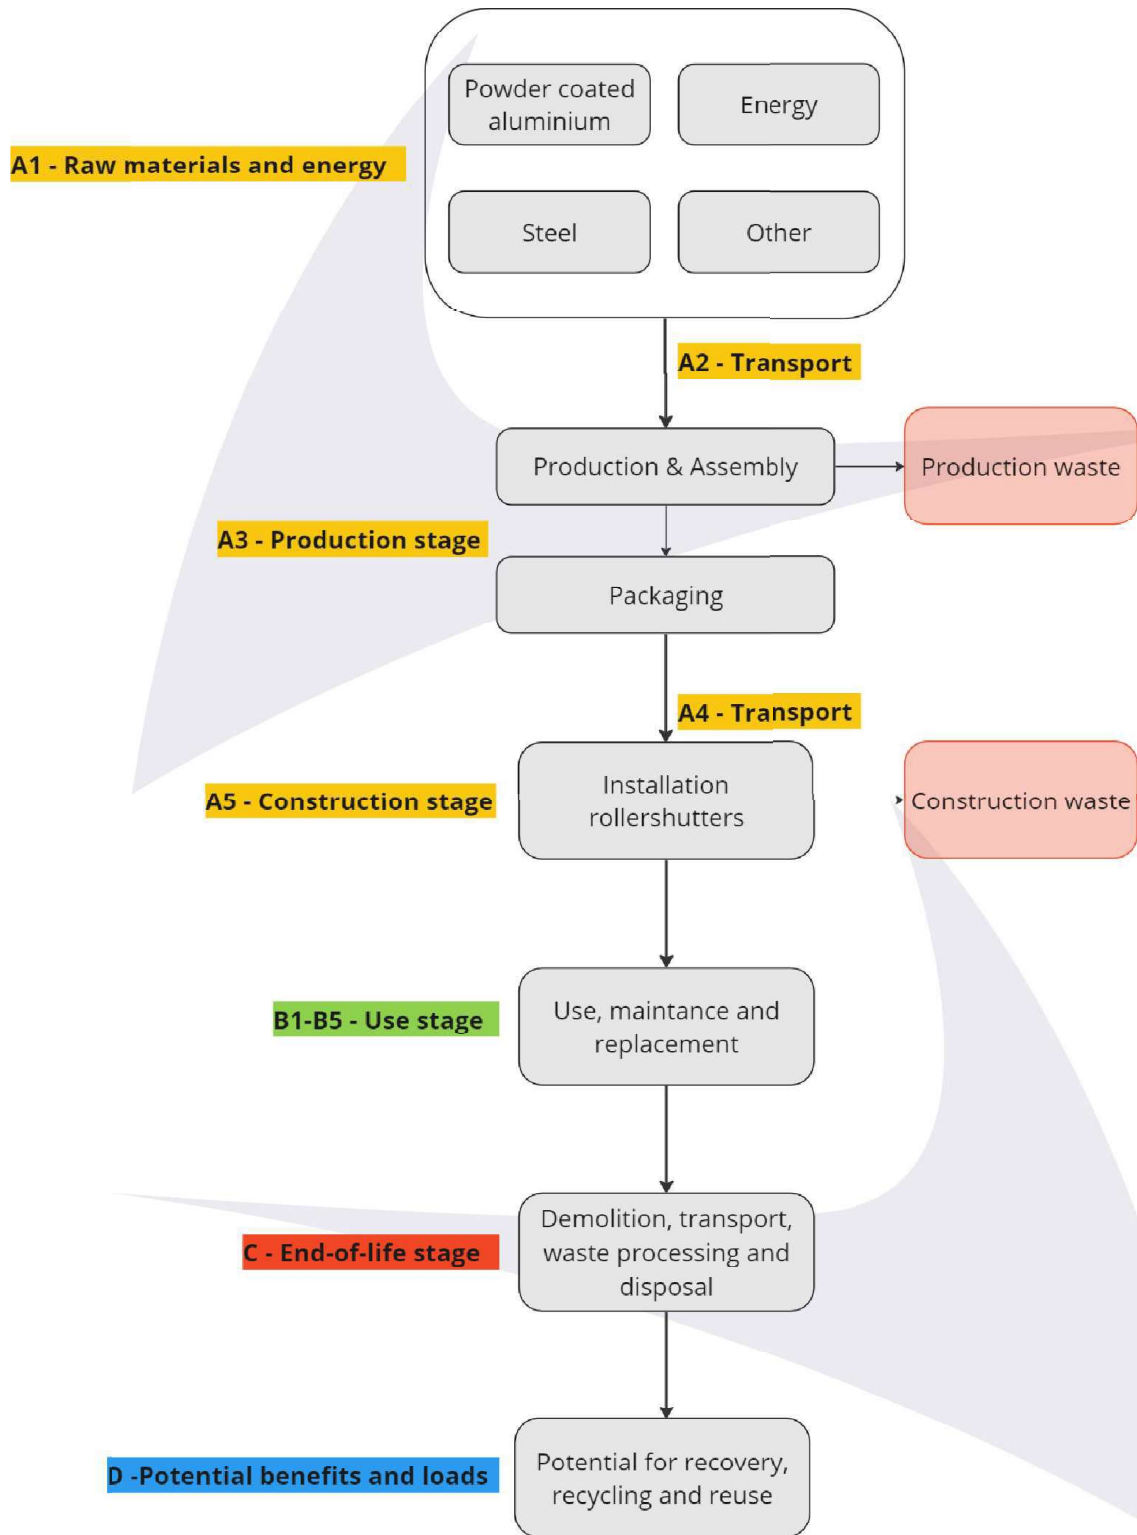 Powder coated
aluminium
Energy
A1 - Raw materials and energy
Steel
Other
A2 - Transport
Production & Assembly
Production waste
A3 - Production stage
Packaging
A4 - Transport
Installation
rollershutters
A5 - Construction stage
Construction waste
B1-B5 - Use stage
Use, maintance and
replacement
C - End-of-life stage
Demolition, transport,
waste processing and
disposal
D -Potential benefits and loads
Potential for recovery,
recycling and reuse